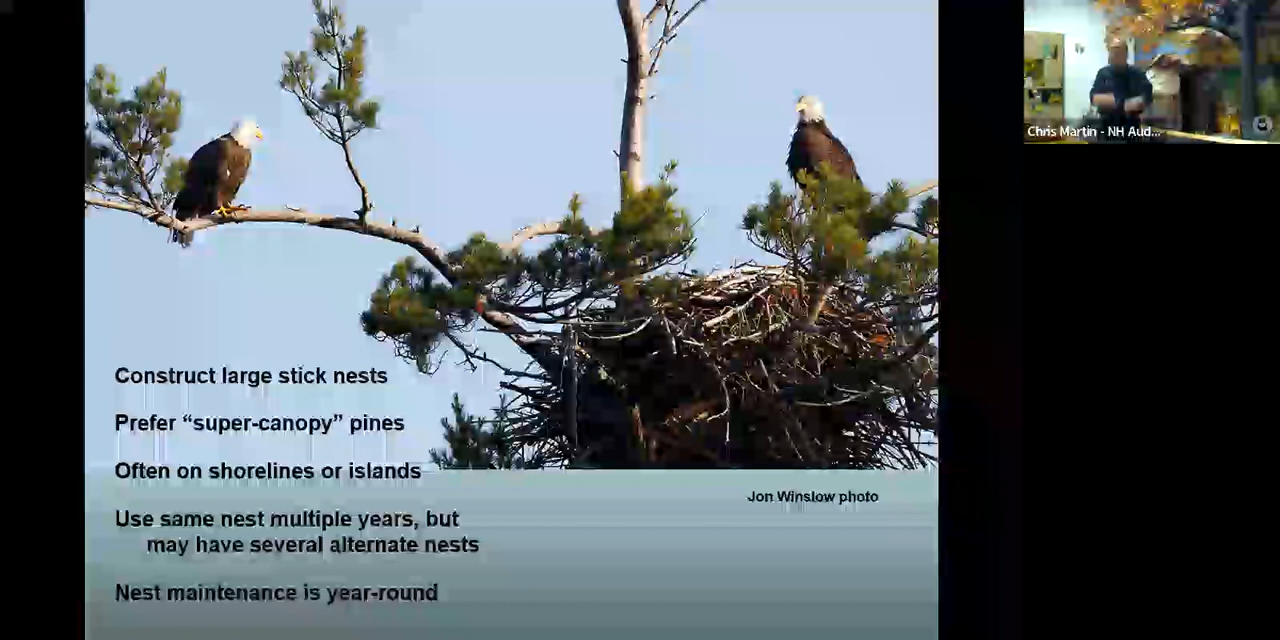 Chris Martin - NH Aud...
Construct large stick nests
Prefer “super-canopy” pines
Often on shorelines or islands
Jon Winslow photo
Use same nest multiple years, but
may have several alternate nests
Nest maintenance is year-round